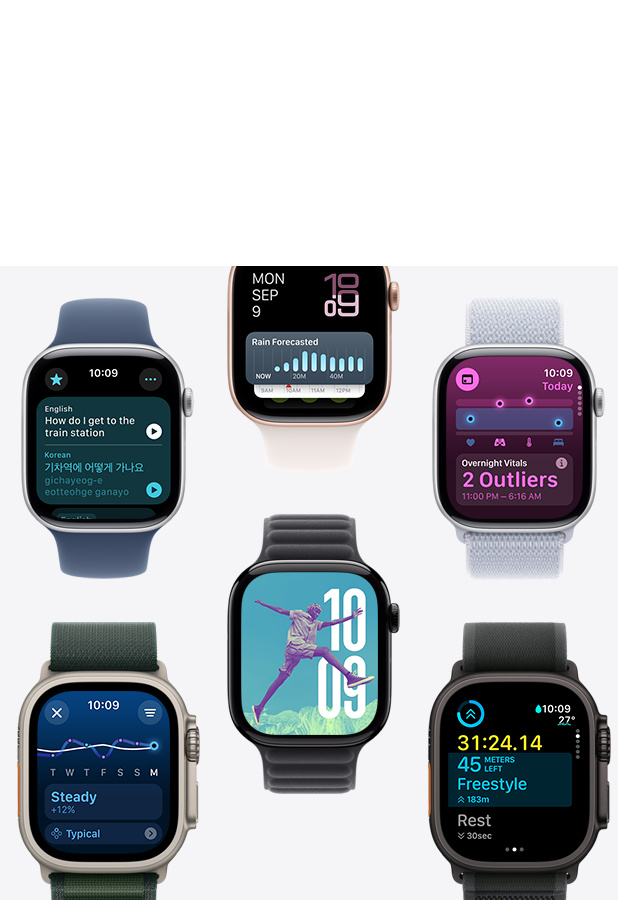 MON
SEP
9
10
09
Rain Forecasted
NOW 20M 40M
9AM 10AM 11AM 12PM
10:09
English
How do I get to the
train station
Korean
기차역에 어떻게 가나요
gichayeog-e
eotteohge ganayo
English
10:09
Today
Overnight Vitals
2 Outliers
11:00 PM – 6:16 AM
10
09
10:09
T W T F S S M
Steady
+12%
Typical
10:09
27°
31:24.14
45 METERS
LEFT
Freestyle
183m
Rest
30sec